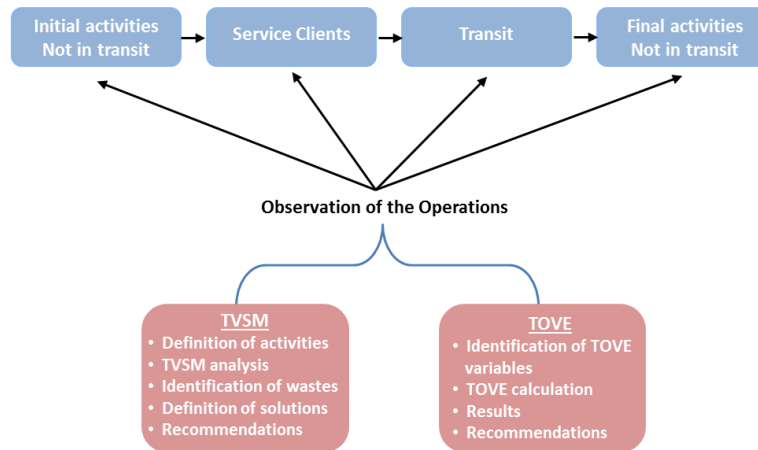 Initial activities
Not in transit
Service Clients
Transit
Final activities
Not in transit
Observation of the Operations
TVSM
• Definition of activities
• TVSM analysis
• Identification of wastes
• Definition of solutions
• Recommendations
TOVE
• Identification of TOVE
variables
• TOVE calculation
• Results
• Recommendations